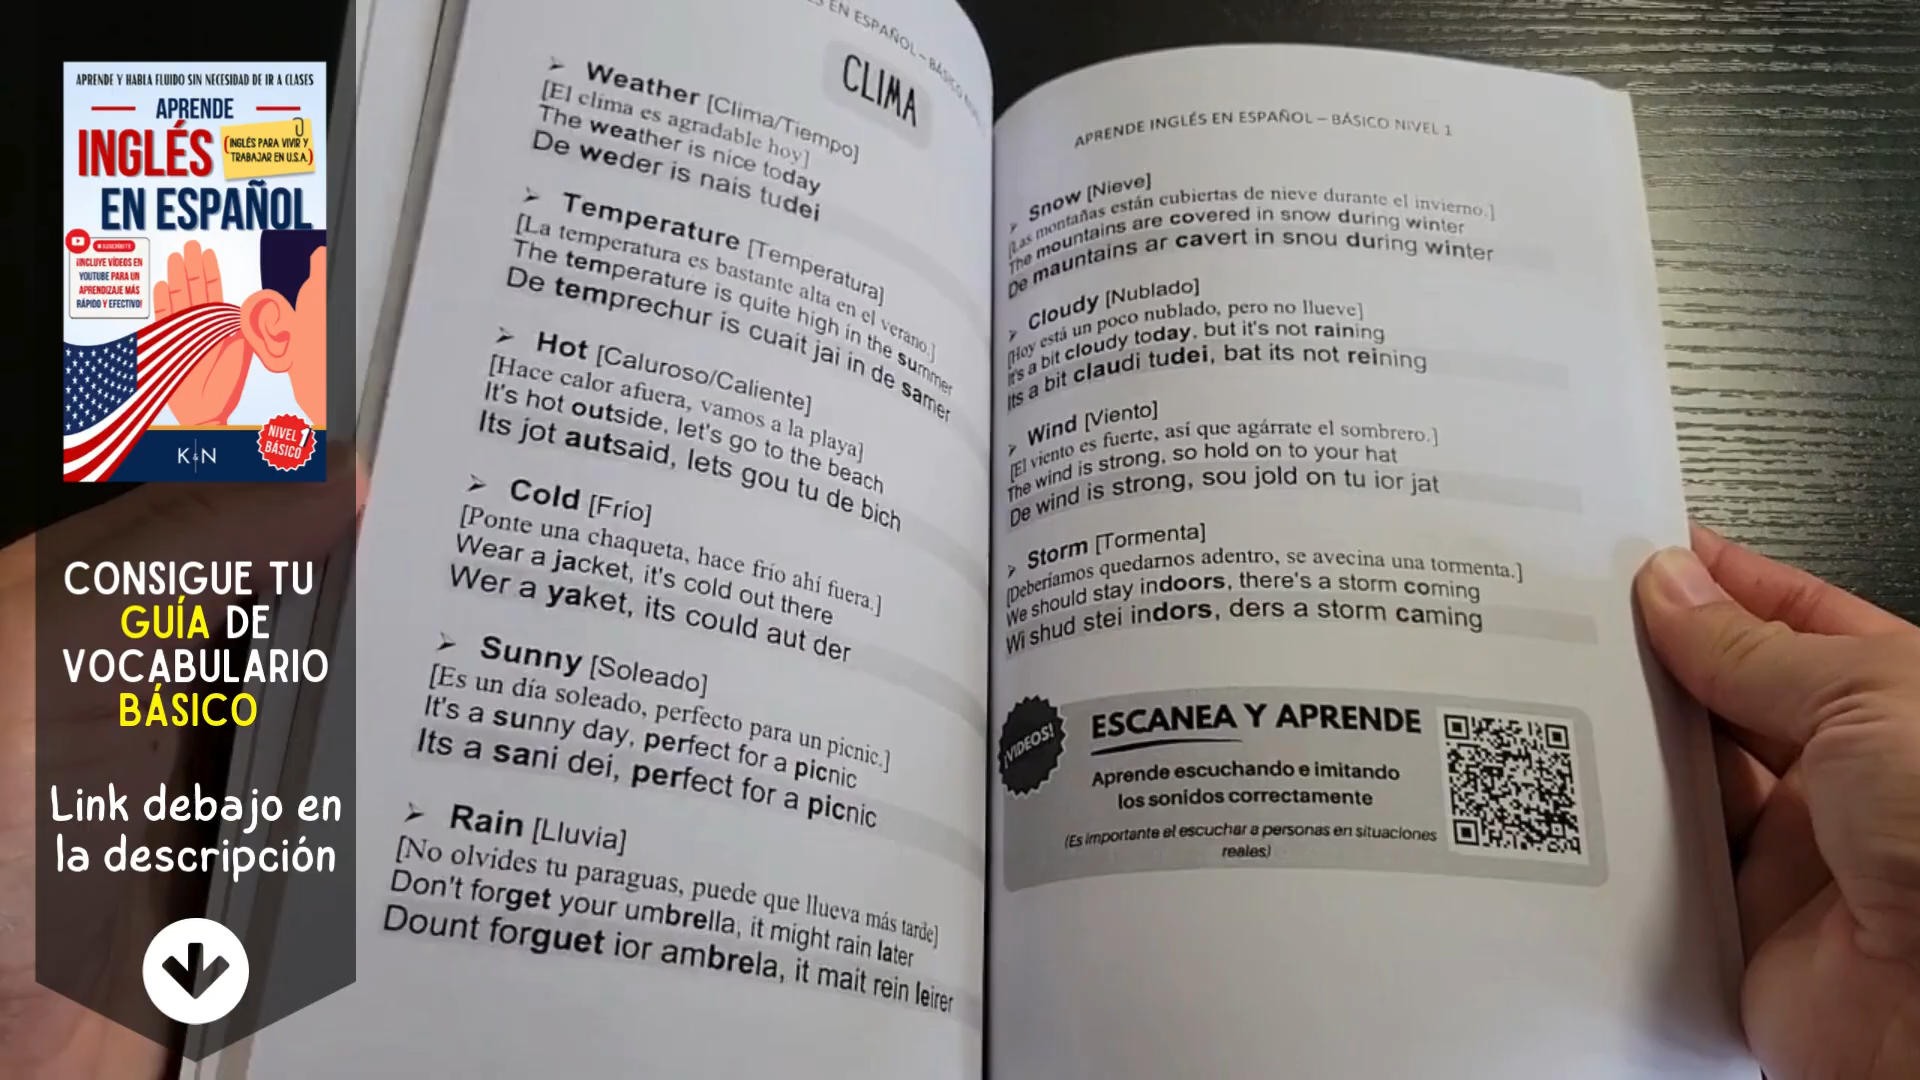 APRENDE Y HABLA FLUIDO SIN NECESIDAD DE IR A CLASES
APRENDE
INGLÉS
(INGLÉS PARA VIVIR Y
TRABAJAR EN U.S.A.)
EN ESPAÑOL
SUSCRÍBETE
¡INCLUYE VÍDEOS EN
YOUTUBE PARA UN
APRENDIZAJE MÁS
RÁPIDO Y EFECTIVO!
NIVEL 1
BÁSICO
K&N
CONSIGUE TU
GUÍA DE
VOCABULARIO
BÁSICO
Link debajo en
la descripción
EN ESPAÑOL – BÁSICO NIVEL
CLIMA
➢ Weather [Clima/Tiempo]
[El clima es agradable hoy]
The weather is nice today
De weder is nais tudei
➢ Temperature [Temperatura]
[La temperatura es bastante alta en el verano.]
The temperature is quite high in the summer
De temprechur is cuait jai in de samer
➢ Hot [Caluroso/Caliente]
[Hace calor afuera, vamos a la playa]
It's hot outside, let's go to the beach
Its jot autsaid, lets gou tu de bich
➢ Cold [Frío]
[Ponte una chaqueta, hace frío ahí fuera.]
Wear a jacket, it's cold out there
Wer a yaket, its could aut der
➢ Sunny [Soleado]
[Es un día soleado, perfecto para un picnic.]
It's a sunny day, perfect for a picnic
Its a sani dei, perfect for a picnic
➢ Rain [Lluvia]
[No olvides tu paraguas, puede que llueva más tarde]
Don't forget your umbrella, it might rain later
Dount forguet ior ambrela, it mait rein leirer
APRENDE INGLÉS EN ESPAÑOL – BÁSICO NIVEL 1
➢ Snow [Nieve]
[Las montañas están cubiertas de nieve durante el invierno.]
The mountains are covered in snow during winter
De mauntains ar cavert in snou during winter
➢ Cloudy [Nublado]
[Hoy está un poco nublado, pero no llueve]
It's a bit cloudy today, but it's not raining
Its a bit claudi tudei, bat its not reining
➢ Wind [Viento]
[El viento es fuerte, así que agárrate el sombrero.]
The wind is strong, so hold on to your hat
De wind is strong, sou jold on tu ior jat
➢ Storm [Tormenta]
[Deberíamos quedarnos adentro, se avecina una tormenta.]
We should stay indoors, there's a storm coming
Wi shud stei indors, ders a storm caming
¡VIDEOS!
ESCANEA Y APRENDE
Aprende escuchando e imitando
los sonidos correctamente
(Es importante el escuchar a personas en situaciones
reales)